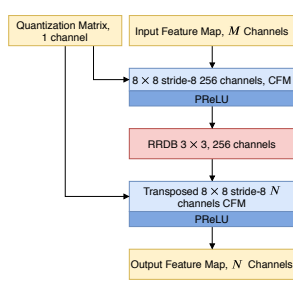 Quantization Matrix,
1 channel
Input Feature Map, M Channels
8 × 8 stride-8 256 channels, CFM
PReLU
RRDB 3 × 3, 256 channels
Transposed 8 × 8 stride-8 N
channels CFM
PReLU
Output Feature Map, N Channels